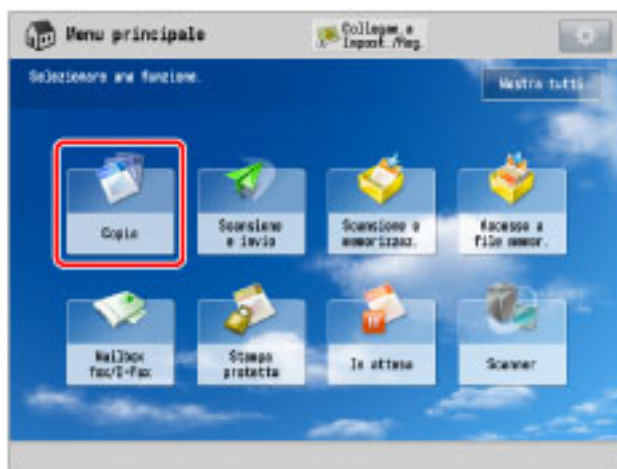 Menu principale
Collegam. a
Impost./Reg.
Selezionare una funzione.
Mostra tutti
Copia
Scansione
e invio
Scansione e
memorizzaz.
Accesso a
file memor.
Mailbox
fax/I-Fax
Stampa
protetta
In attesa
Scanner